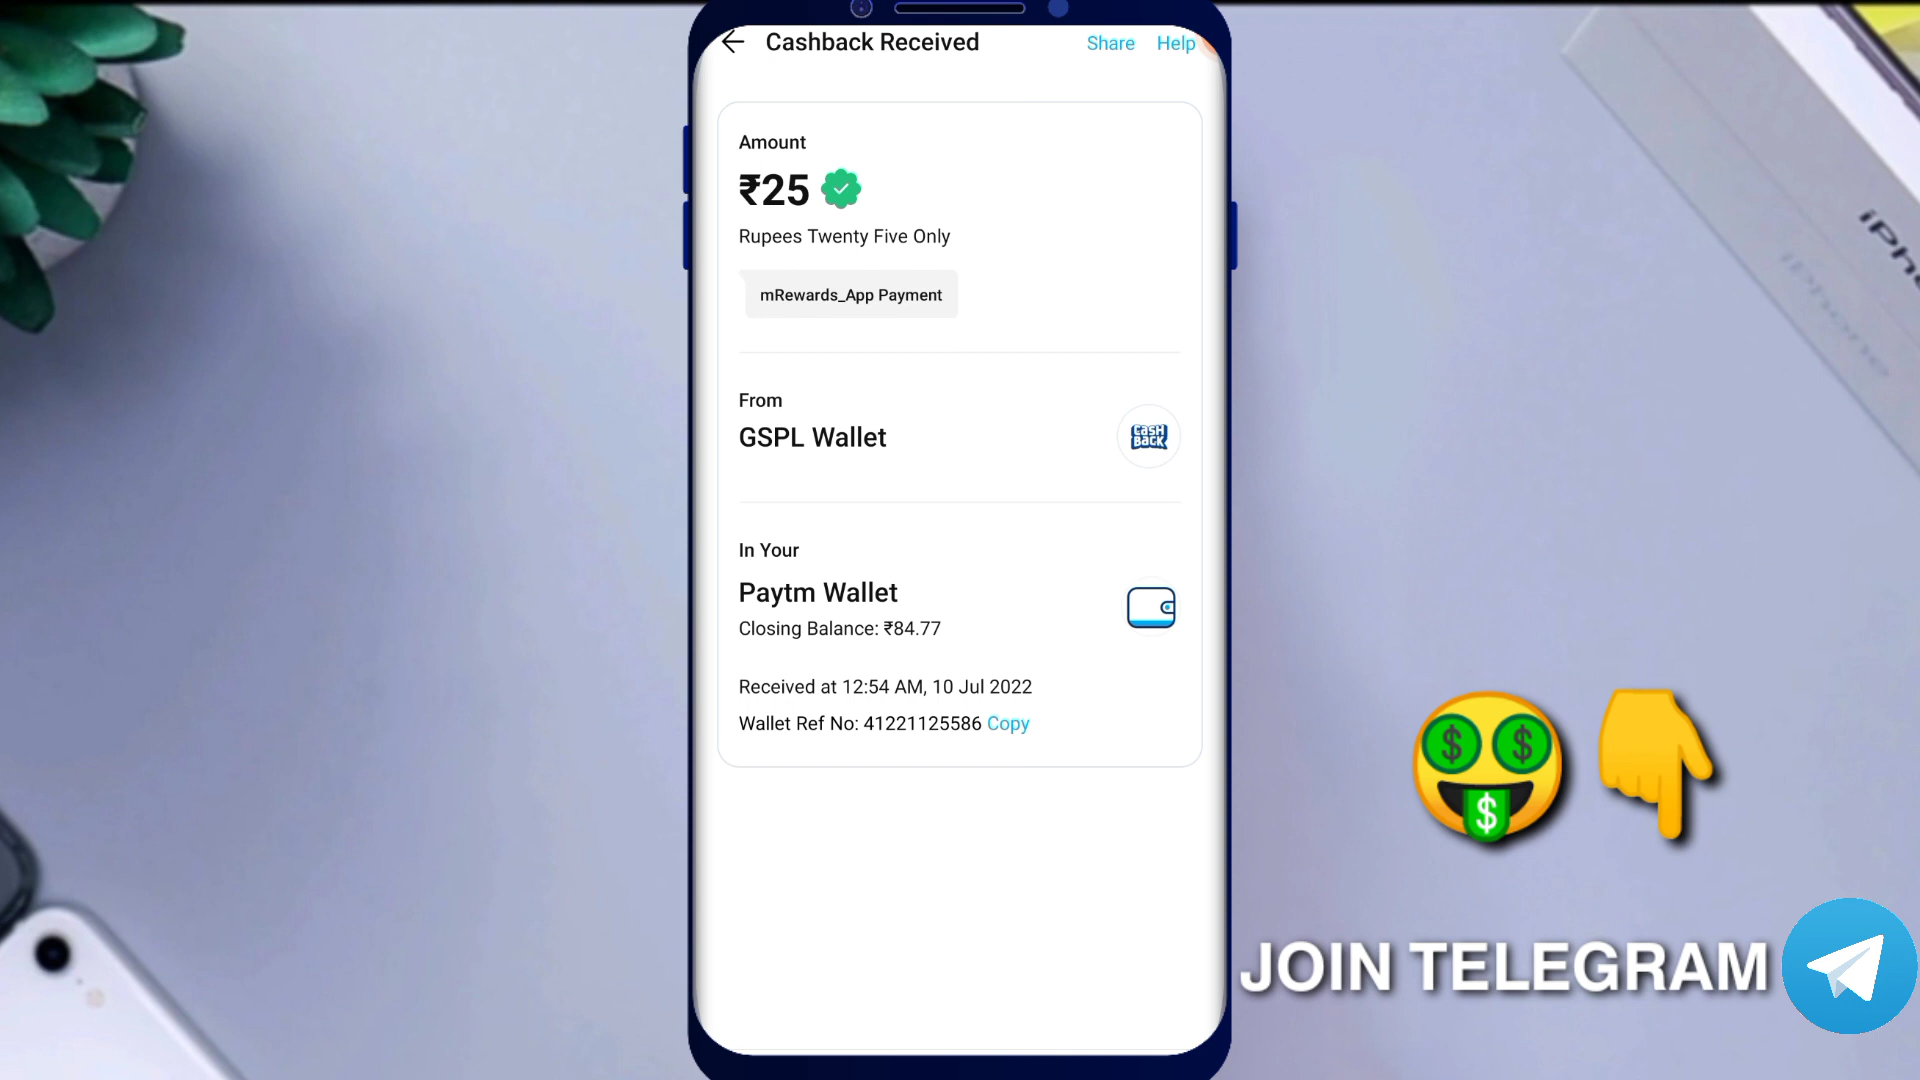 Cashback Received
Share Help
Amount
₹25
Rupees Twenty Five Only
mRewards_App Payment
From
GSPL Wallet
CASH
BACK
In Your
Paytm Wallet
Closing Balance: ₹84.77
Received at 12:54 AM, 10 Jul 2022
Wallet Ref No: 41221125586 Copy
$ $
$
JOIN TELEGRAM
iPho
iPhone